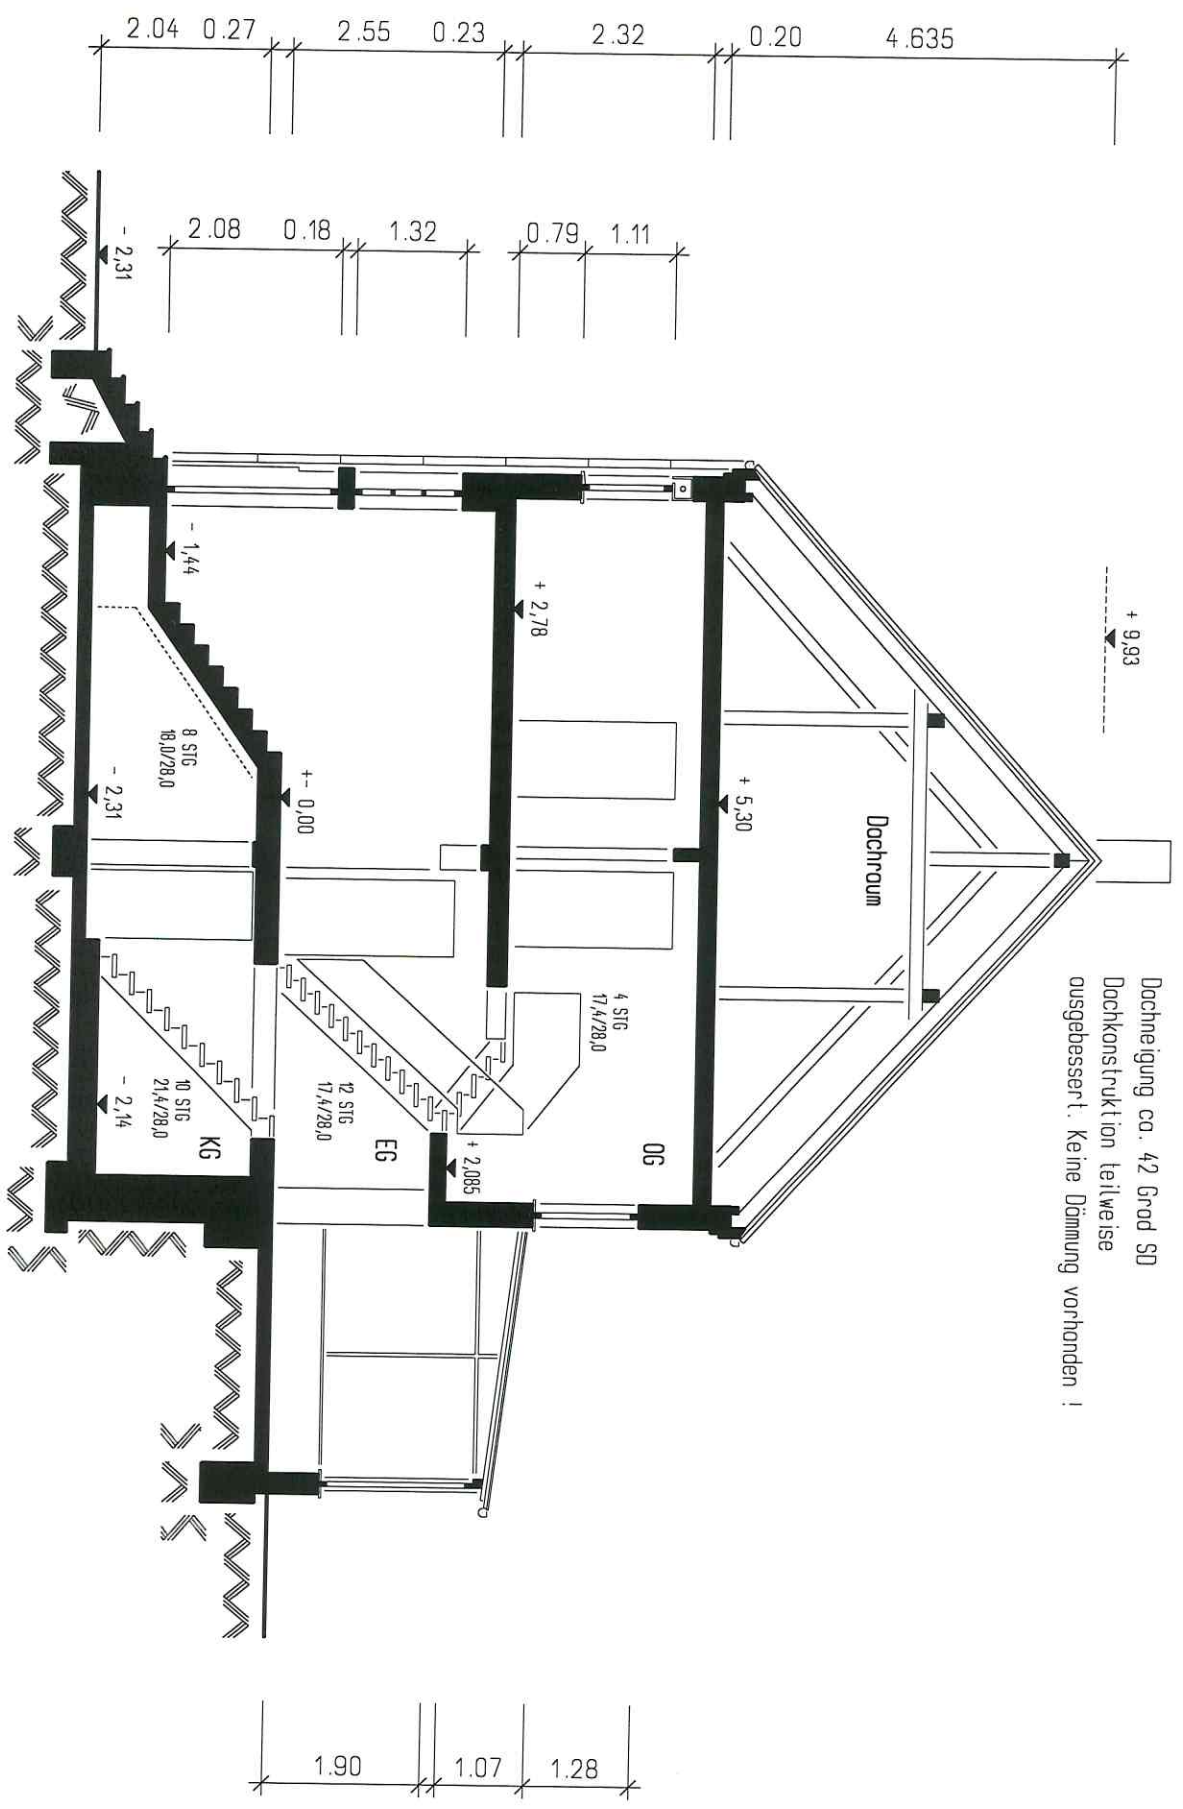 2.04 0.27 2.55 0.23 2.32 0.20 4.635
2.08 0.18 1.32 0.79 1.11
- 2,31
- 1,44
+ 2,78
+ 9,93
8 STG
18,0/28,0
- 2,31
+- 0,00
+ 5,30
Dachraum
Dachneigung ca. 42 Grad SD
Dachkonstruktion teilweise
ausgebessert. Keine Dämmung vorhanden !
4 STG
17,4/28,0
12 STG
17,4/28,0
10 STG
21,4/28,0
- 2,14
KG
EG
+ 2,085
OG
1.90 1.07 1.28